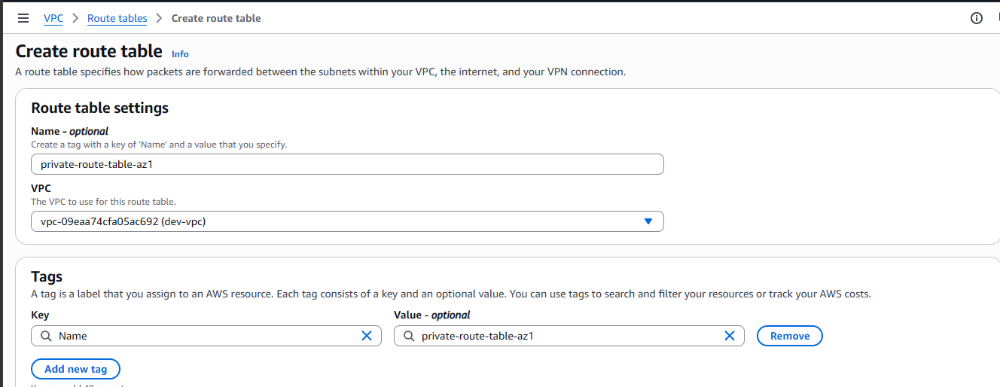 VPC > Route tables > Create route table
Create route table Info
A route table specifies how packets are forwarded between the subnets within your VPC, the internet, and your VPN connection.
Route table settings
Name - optional
Create a tag with a key of 'Name' and a value that you specify.
private-route-table-az1
VPC
The VPC to use for this route table.
vpc-09eaa74cfa05ac692 (dev-vpc)
Tags
A tag is a label that you assign to an AWS resource. Each tag consists of a key and an optional value. You can use tags to search and filter your resources or track your AWS costs.
Key Value - optional
Name private-route-table-az1 Remove
Add new tag